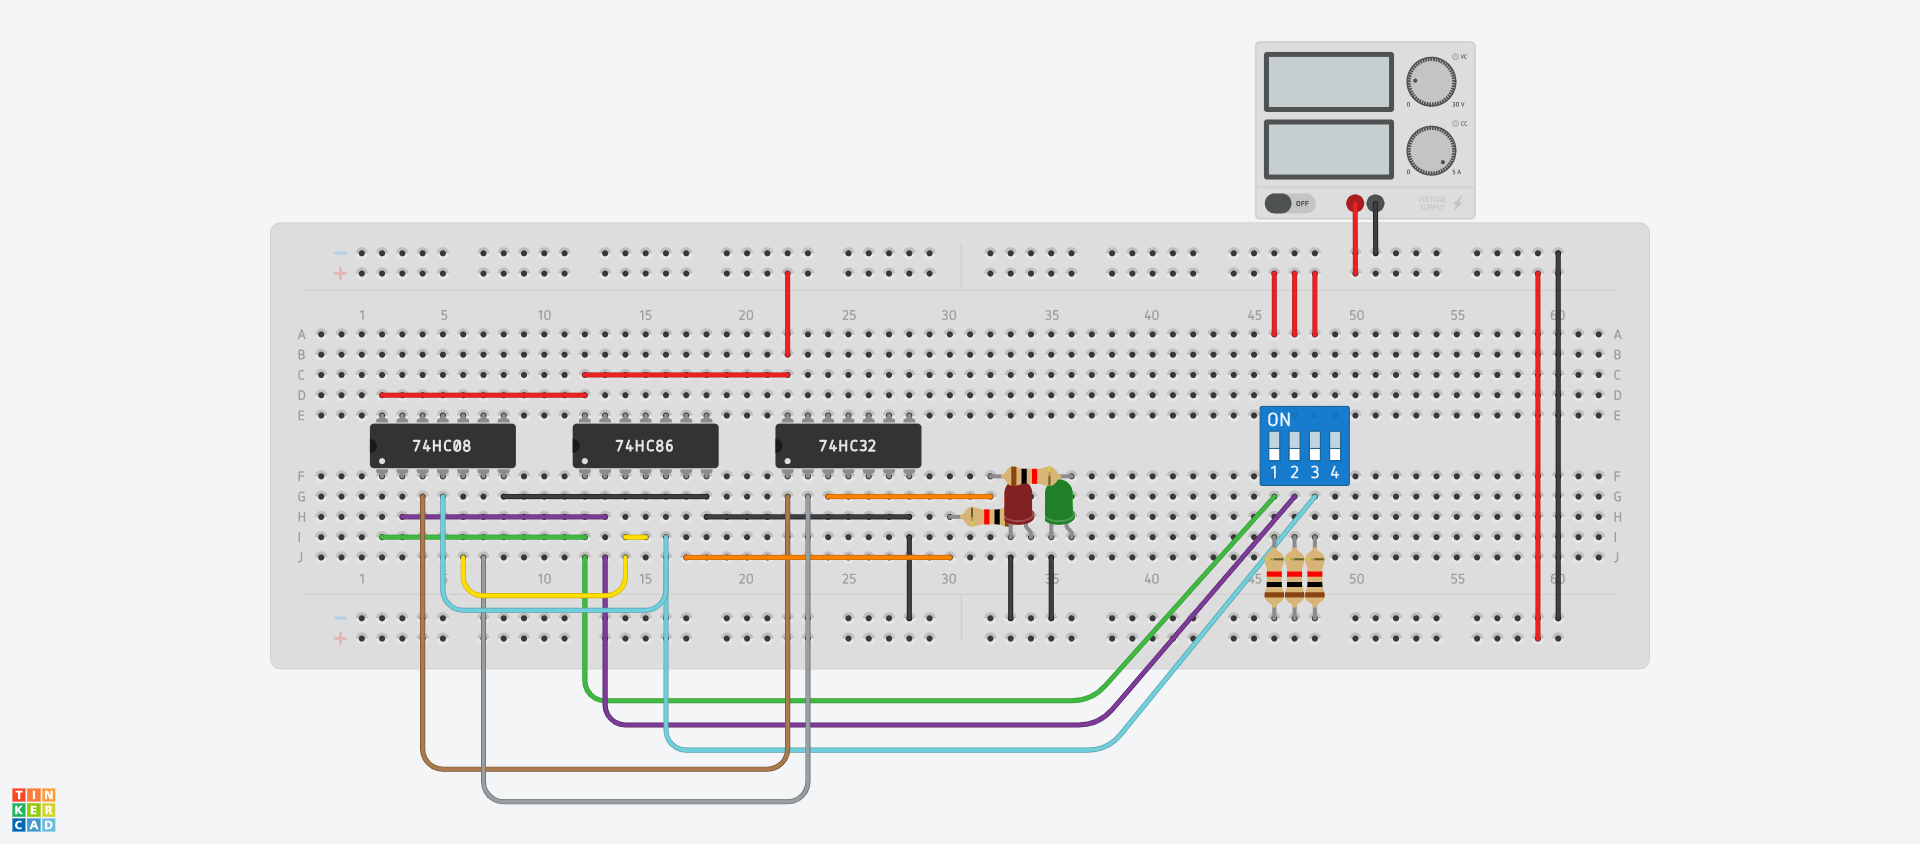 VC
0 30 V
CC
0 5 A
OFF
VOLTAGE
SUPPLY
− 
+
1 5 10 15 20 25 30 35 40 45 50 55 60
A A
B B
C C
D D
E E
74HC08 74HC86 74HC32
ON
1 2 3 4
F F
G G
H H
I I
J J
1 5 10 15 20 25 30 35 40 45 50 55 60
−
+
TIN
KER
CAD